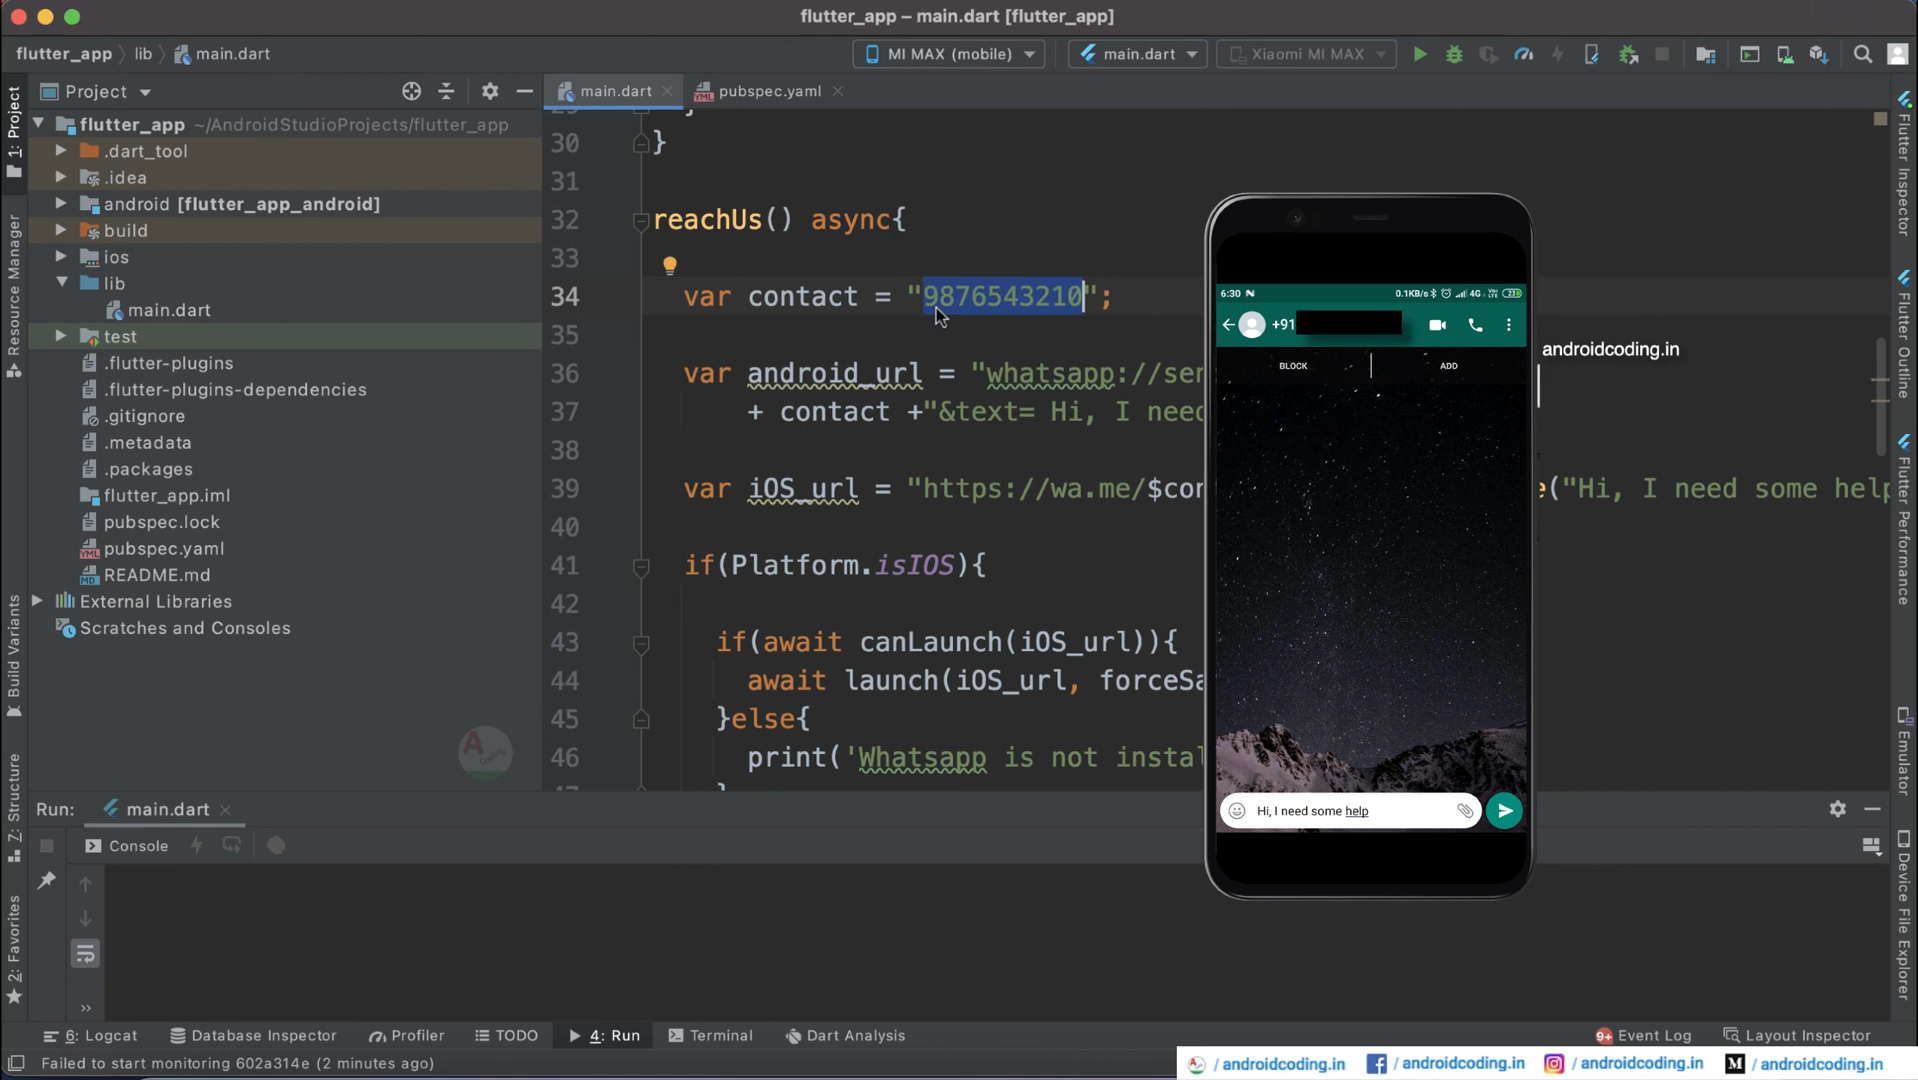 flutter_app – main.dart [flutter_app]
flutter_app lib main.dart
MI MAX (mobile) main.dart Xiaomi MI MAX
Project
main.dart
pubspec.yaml
flutter_app ~/AndroidStudioProjects/flutter_app
.dart_tool
.idea
android [flutter_app_android]
build
ios
lib
main.dart
test
.flutter-plugins
.flutter-plugins-dependencies
.gitignore
.metadata
.packages
flutter_app.iml
pubspec.lock
pubspec.yaml
README.md
External Libraries
Scratches and Consoles
1: Project
Resource Manager
Build Variants
7: Structure
2: Favorites
30 }
31
32 reachUs() async{
33
34 var contact = "9876543210";
35
36 var android_url = "whatsapp://sen
37 + contact +"&text= Hi, I need
38
39 var iOS_url = "https://wa.me/$con e("Hi, I need some help
40
41 if(Platform.isIOS){
42
43 if(await canLaunch(iOS_url)){
44 await launch(iOS_url, forceSa
45 }else{
46 print('Whatsapp is not instal
6:30 0.1KB/s 4G 23
+91
BLOCK ADD
Hi, I need some help
androidcoding.in
Flutter Inspector
Flutter Outline
Flutter Performance
Emulator
Device File Explorer
Run: main.dart
Console
6: Logcat Database Inspector Profiler TODO 4: Run Terminal Dart Analysis 9+ Event Log Layout Inspector
Failed to start monitoring 602a314e (2 minutes ago)
/ androidcoding.in / androidcoding.in / androidcoding.in / androidcoding.in